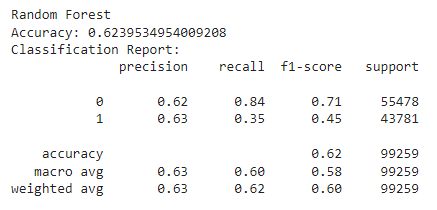 Random Forest
Accuracy: 0.6239534954009208
Classification Report:
precision recall f1-score support
0 0.62 0.84 0.71 55478
1 0.63 0.35 0.45 43781
accuracy 0.62 99259
macro avg 0.63 0.60 0.58 99259
weighted avg 0.63 0.62 0.60 99259